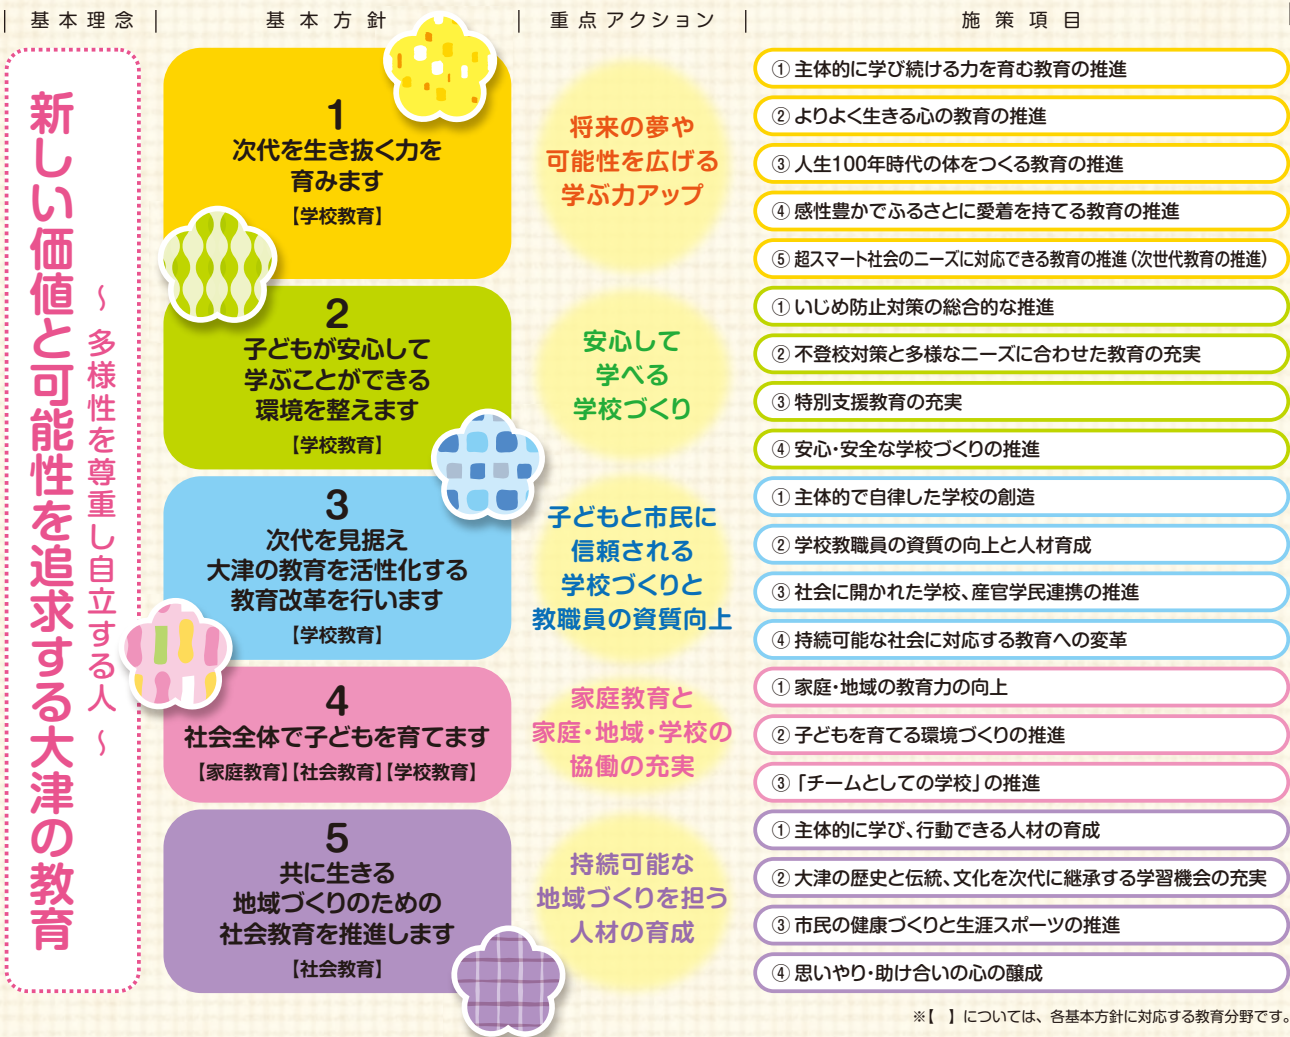 基本理念
基本方針
重点アクション
施策項目
新しい価値と可能性を追求する大津の教育
～多様性を尊重し自立する人～
1
次代を生き抜く力を
育みます
【学校教育】
将来の夢や
可能性を広げる
学ぶ力アップ
① 主体的に学び続ける力を育む教育の推進
② よりよく生きる心の教育の推進
③ 人生100年時代の体をつくる教育の推進
④ 感性豊かでふるさとに愛着を持てる教育の推進
⑤ 超スマート社会のニーズに対応できる教育の推進（次世代教育の推進）
2
子どもが安心して
学ぶことができる
環境を整えます
【学校教育】
安心して
学べる
学校づくり
① いじめ防止対策の総合的な推進
② 不登校対策と多様なニーズに合わせた教育の充実
③ 特別支援教育の充実
④ 安心・安全な学校づくりの推進
3
次代を見据え
大津の教育を活性化する
教育改革を行います
【学校教育】
子どもと市民に
信頼される
学校づくりと
教職員の資質向上
① 主体的で自律した学校の創造
② 学校教職員の資質の向上と人材育成
③ 社会に開かれた学校、産官学民連携の推進
④ 持続可能な社会に対応する教育への変革
4
社会全体で子どもを育てます
【家庭教育】【社会教育】【学校教育】
家庭教育と
家庭・地域・学校の
協働の充実
① 家庭・地域の教育力の向上
② 子どもを育てる環境づくりの推進
③ 「チームとしての学校」の推進
5
共に生きる
地域づくりのための
社会教育を推進します
【社会教育】
持続可能な
地域づくりを担う
人材の育成
① 主体的に学び、行動できる人材の育成
② 大津の歴史と伝統、文化を次代に継承する学習機会の充実
③ 市民の健康づくりと生涯スポーツの推進
④ 思いやり・助け合いの心の醸成
※【　】については、各基本方針に対応する教育分野です。